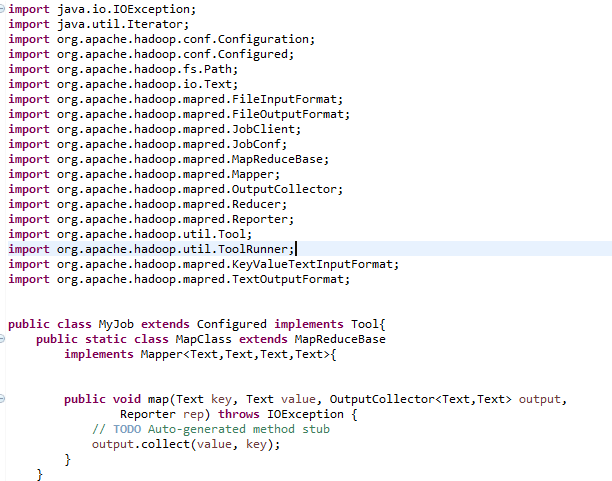 import java.io.IOException;
import java.util.Iterator;
import org.apache.hadoop.conf.Configuration;
import org.apache.hadoop.conf.Configured;
import org.apache.hadoop.fs.Path;
import org.apache.hadoop.io.Text;
import org.apache.hadoop.mapred.FileInputFormat;
import org.apache.hadoop.mapred.FileOutputFormat;
import org.apache.hadoop.mapred.JobClient;
import org.apache.hadoop.mapred.JobConf;
import org.apache.hadoop.mapred.MapReduceBase;
import org.apache.hadoop.mapred.Mapper;
import org.apache.hadoop.mapred.OutputCollector;
import org.apache.hadoop.mapred.Reducer;
import org.apache.hadoop.mapred.Reporter;
import org.apache.hadoop.util.Tool;
import org.apache.hadoop.util.ToolRunner;
import org.apache.hadoop.mapred.KeyValueTextInputFormat;
import org.apache.hadoop.mapred.TextOutputFormat;
public class MyJob extends Configured implements Tool{
public static class MapClass extends MapReduceBase
implements Mapper<Text,Text,Text,Text>{
public void map(Text key, Text value, OutputCollector<Text,Text> output,
Reporter rep) throws IOException {
// TODO Auto-generated method stub
output.collect(value, key);
}
}